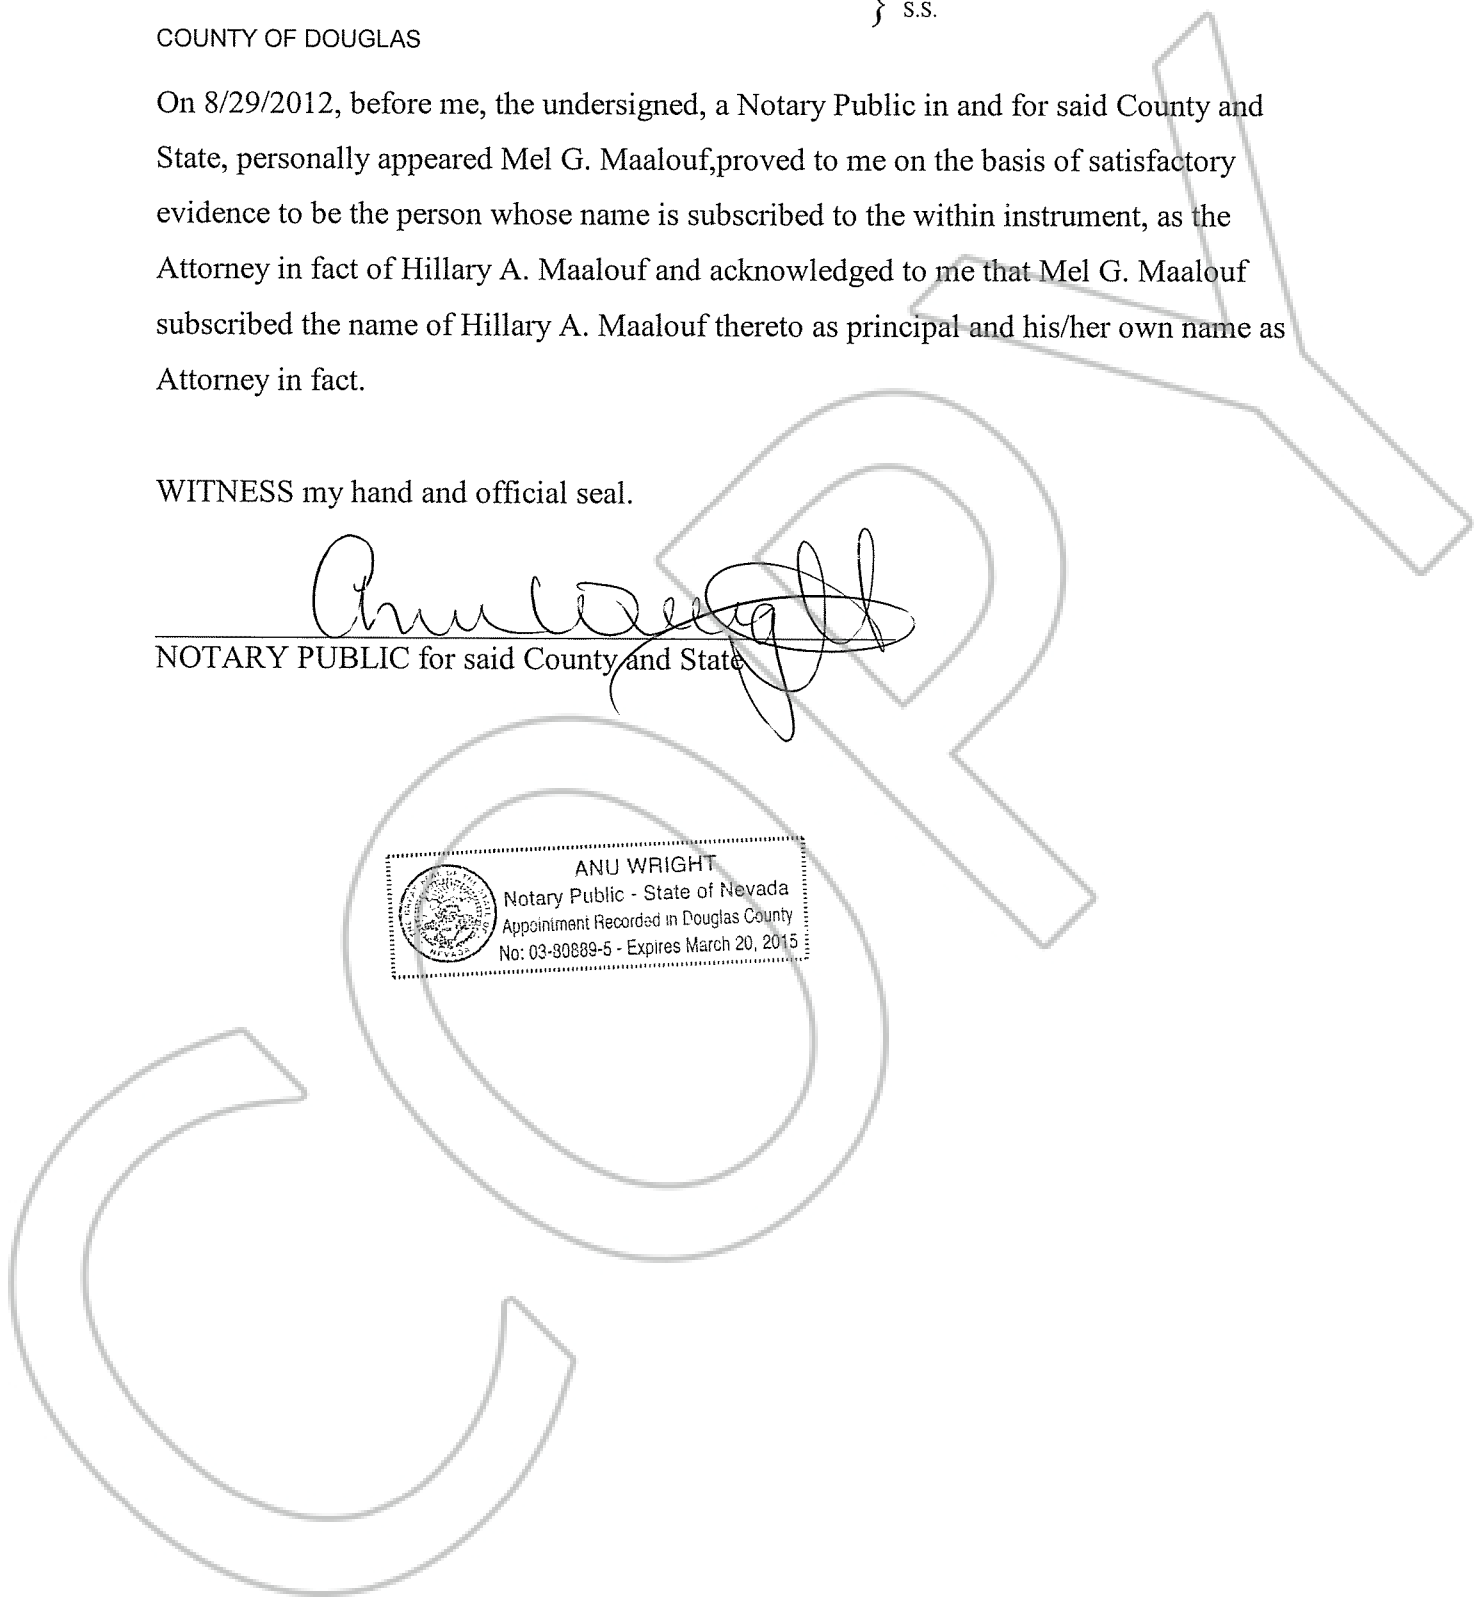 } s.s.
COUNTY OF DOUGLAS
On 8/29/2012, before me, the undersigned, a Notary Public in and for said County and
State, personally appeared Mel G. Maalouf,proved to me on the basis of satisfactory
evidence to be the person whose name is subscribed to the within instrument, as the
Attorney in fact of Hillary A. Maalouf and acknowledged to me that Mel G. Maalouf
subscribed the name of Hillary A. Maalouf thereto as principal and his/her own name as
Attorney in fact.
WITNESS my hand and official seal.
Anu Wright
NOTARY PUBLIC for said County and State
ANU WRIGHT
Notary Public - State of Nevada
Appointment Recorded in Douglas County
No: 03-80889-5 - Expires March 20, 2015
NEVADA
COPY